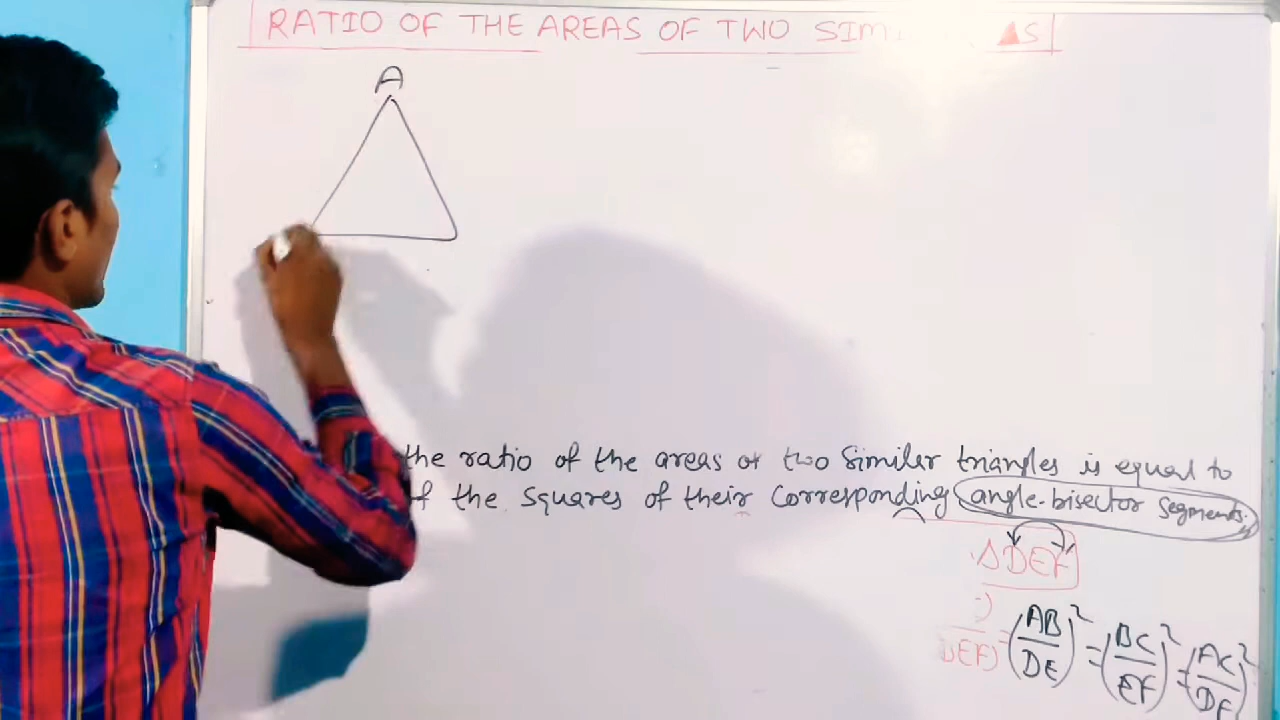 RATIO OF THE AREAS OF TWO SIM ▲S
A
the ratio of the areas of two similar triangles is equal to
of the squares of their corresponding angle-bisector segments.
ΔDEF
DEF) = (AB/DE)² = (BC/EF)² = (AC/DF)²